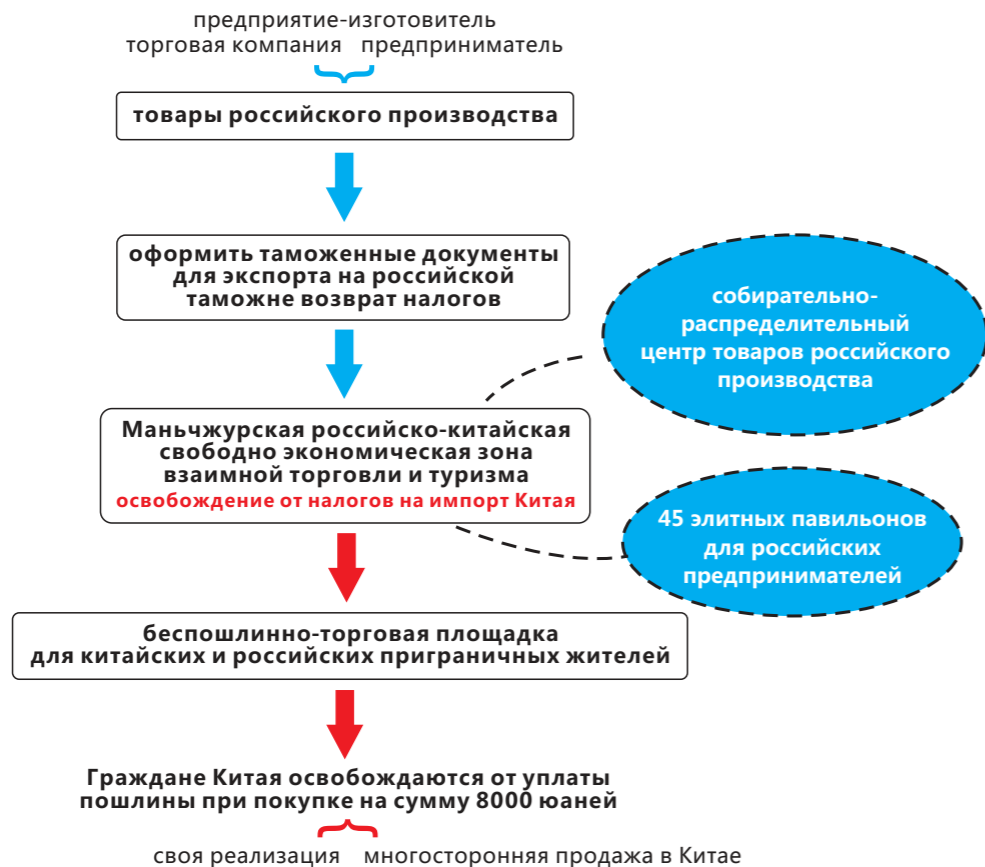 предприятие-изготовитель
торговая компания предприниматель
товары российского производства
оформить таможенные документы
для экспорта на российской
таможне возврат налогов
собирательно-
распределительный
центр товаров российского
производства
Маньчжурская российско-китайская
свободно экономическая зона
взаимной торговли и туризма
освобождение от налогов на импорт Китая
45 элитных павильонов
для российских
предпринимателей
беспошлинно-торговая площадка
для китайских и российских приграничных жителей
Граждане Китая освобождаются от уплаты
пошлины при покупке на сумму 8000 юаней
своя реализация многосторонняя продажа в Китае